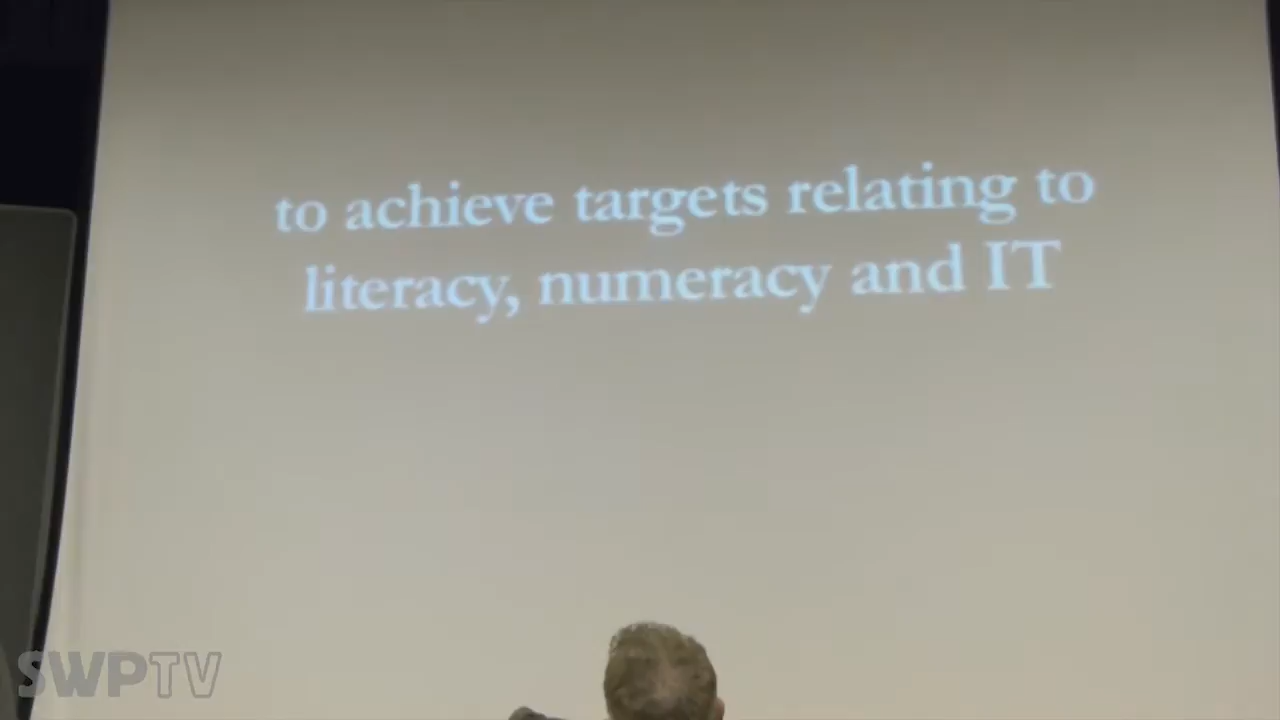 to achieve targets relating to
literacy, numeracy and IT
SWPTV